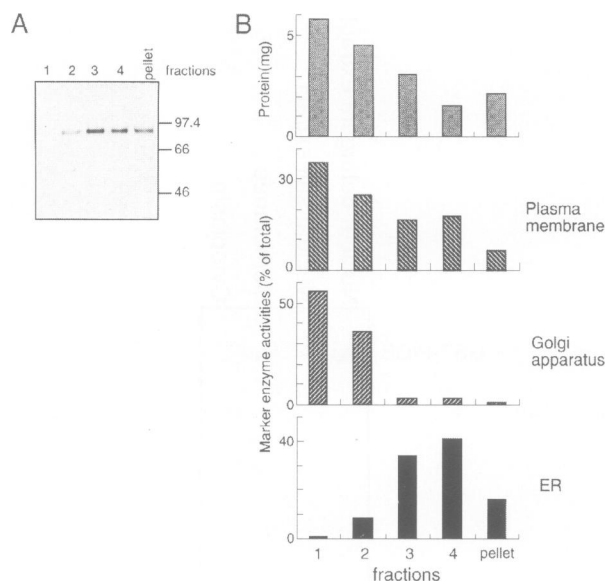 A
1 2 3 4 pellet fractions
97.4
66
46
B
Protein(mg)
5
0
Marker enzyme activities (% of total)
30
0
Plasma
membrane
50
0
Golgi
apparatus
40
0
ER
1 2 3 4 pellet
fractions